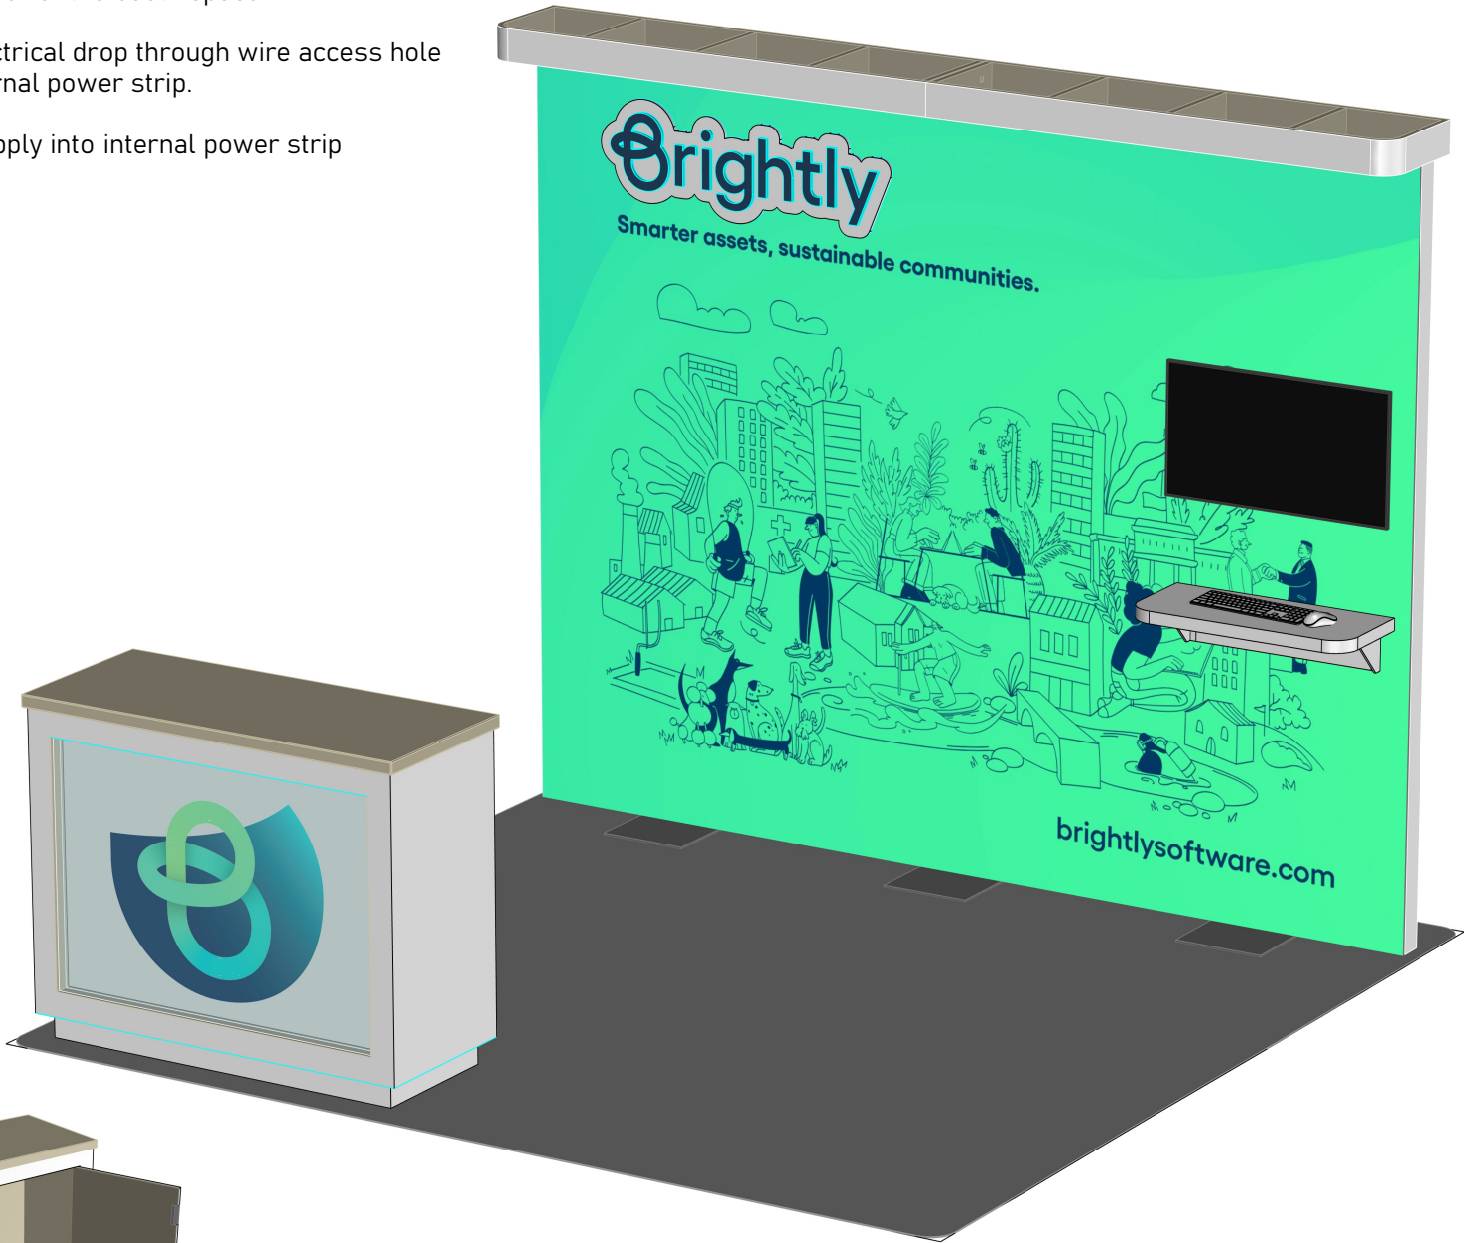 ctrical drop through wire access hole
rnal power strip.
pply into internal power strip
Brightly
Smarter assets, sustainable communities.
brightlysoftware.com